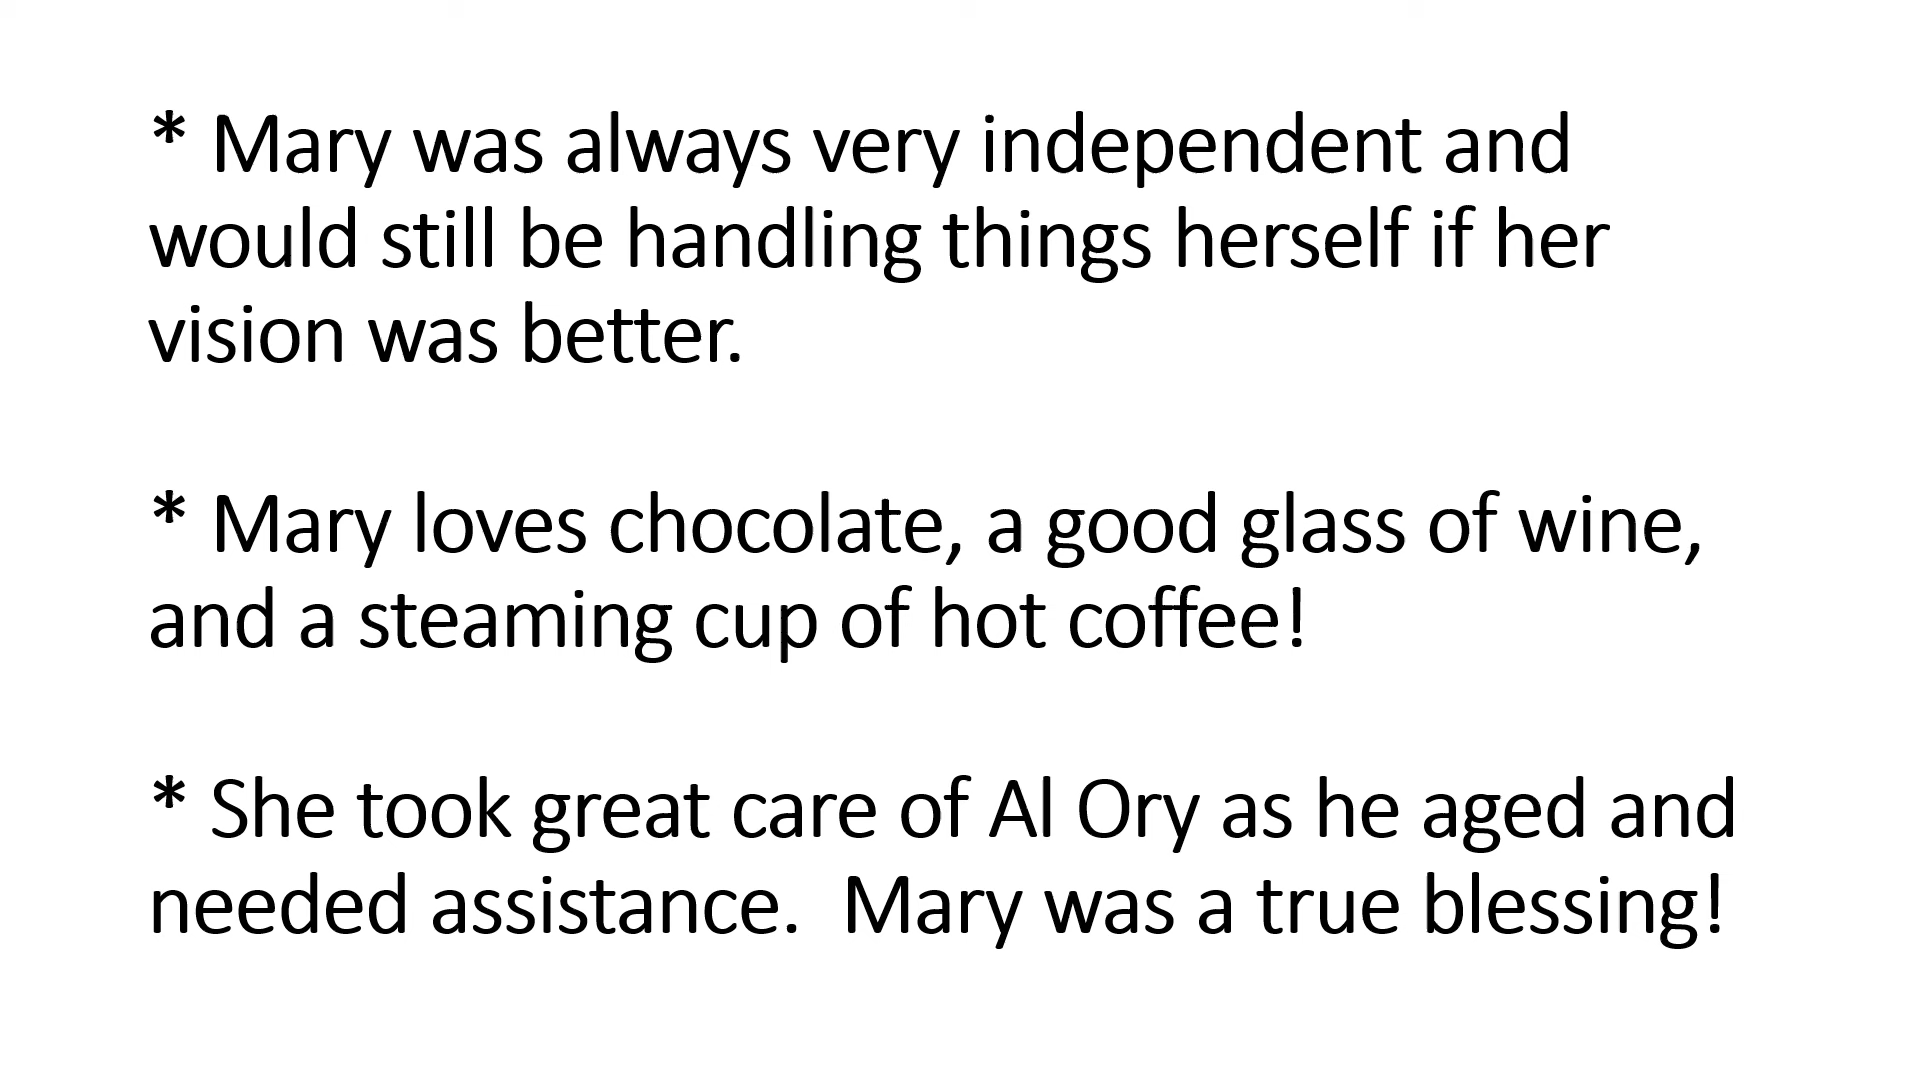 * Mary was always very independent and
would still be handling things herself if her
vision was better.
* Mary loves chocolate, a good glass of wine,
and a steaming cup of hot coffee!
* She took great care of Al Ory as he aged and
needed assistance.  Mary was a true blessing!